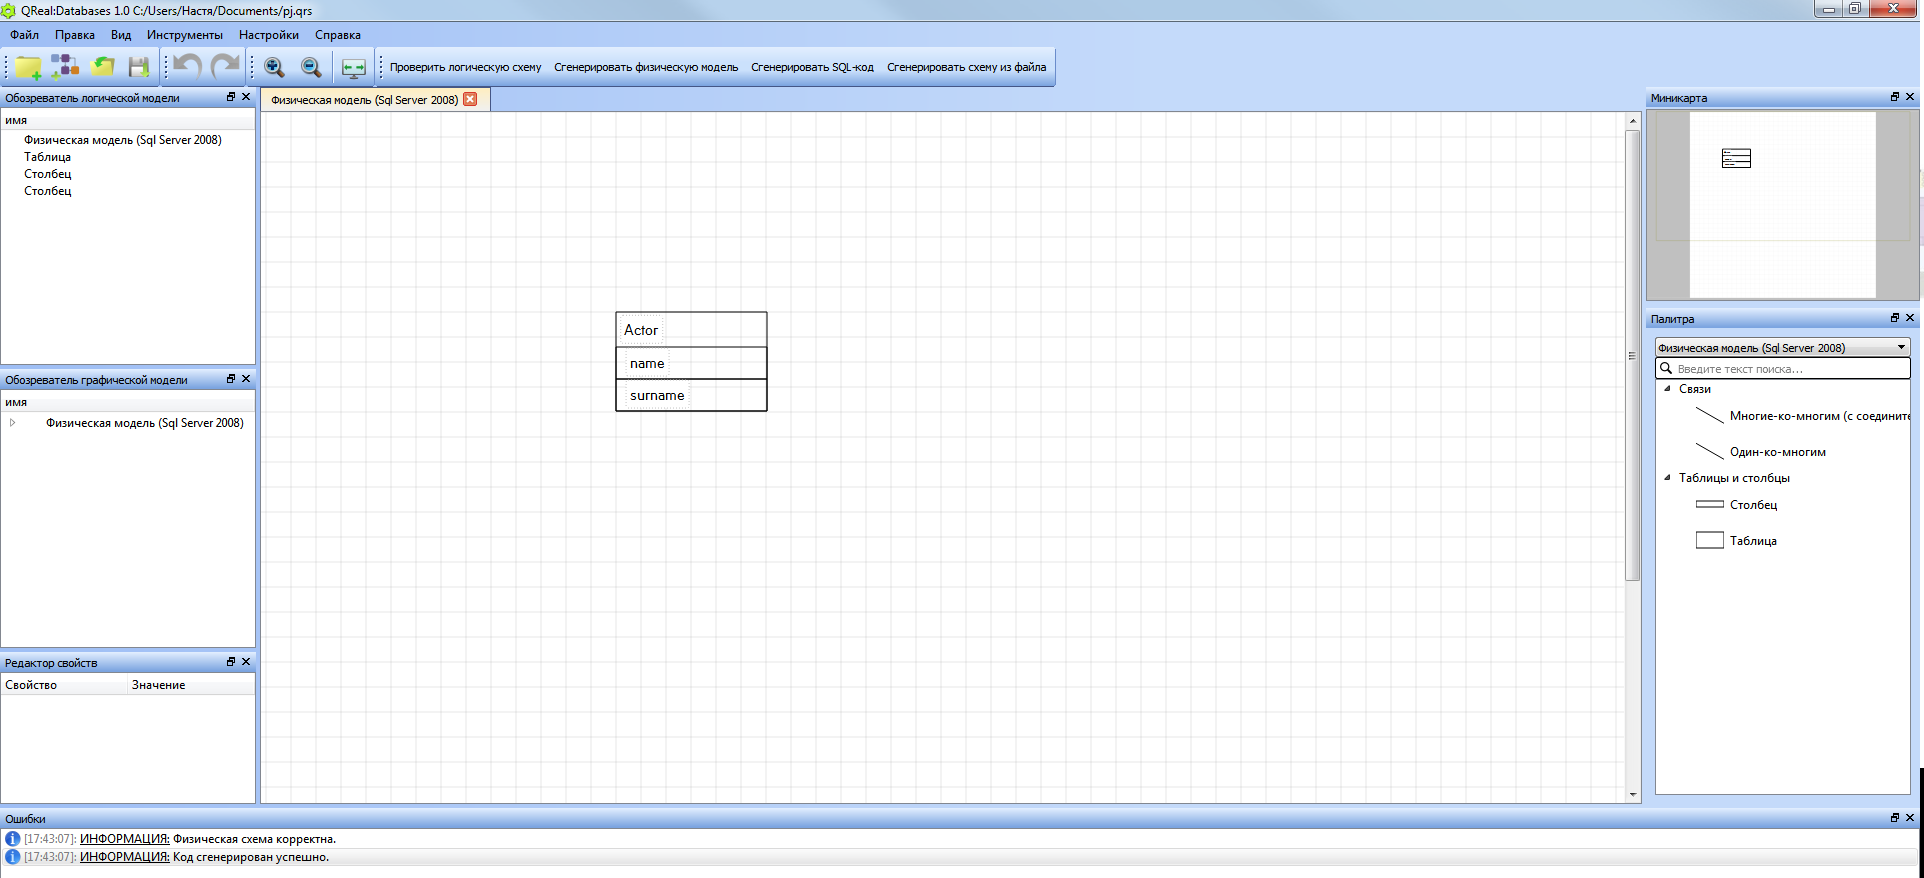 QReal:Databases 1.0 C:/Users/Настя/Documents/pj.qrs
Файл Правка Вид Инструменты Настройки Справка
Проверить логическую схему Сгенерировать физическую модель Сгенерировать SQL-код Сгенерировать схему из файла
Обозреватель логической модели
имя
Физическая модель (Sql Server 2008)
Таблица
Столбец
Столбец
Обозреватель графической модели
имя
Физическая модель (Sql Server 2008)
Редактор свойств
Свойство Значение
Физическая модель (Sql Server 2008)
Actor
name
surname
Миникарта
Палитра
Физическая модель (Sql Server 2008)
Введите текст поиска...
Связи
Многие-ко-многим (с соедините
Один-ко-многим
Таблицы и столбцы
Столбец
Таблица
Ошибки
[17:43:07]: ИНФОРМАЦИЯ: Физическая схема корректна.
[17:43:07]: ИНФОРМАЦИЯ: Код сгенерирован успешно.